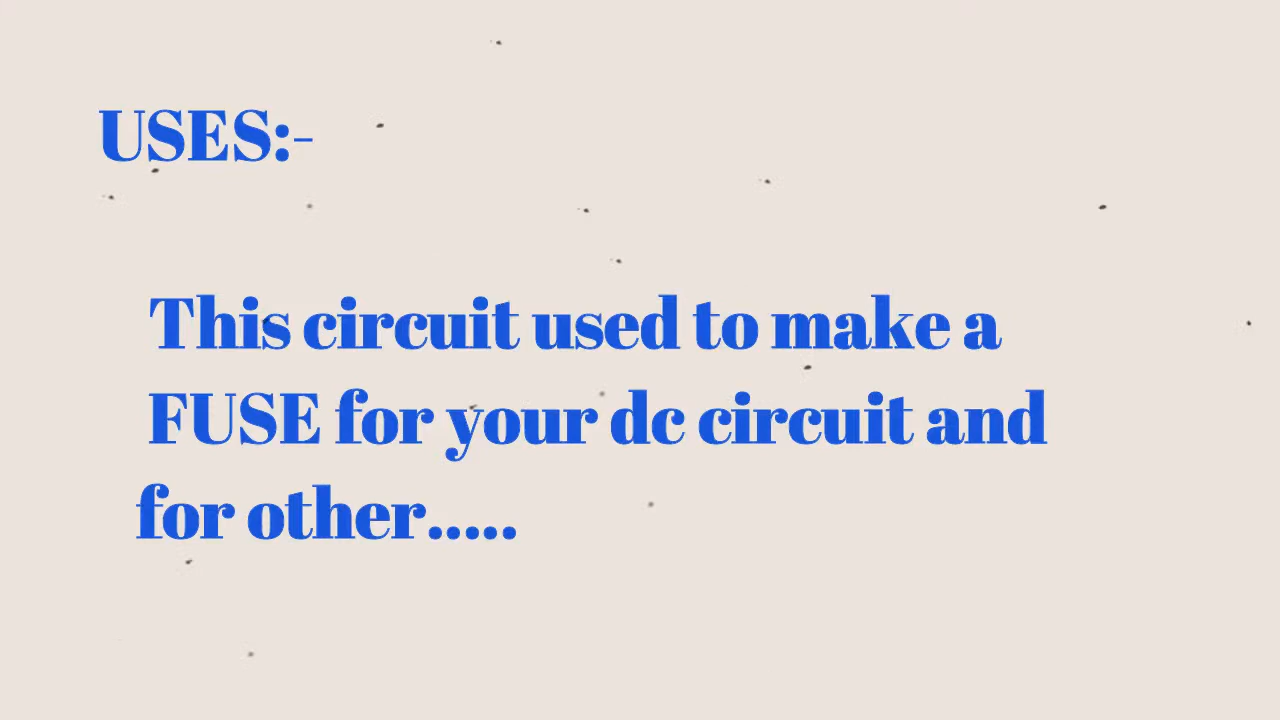 USES:-
This circuit used to make a
FUSE for your dc circuit and
for other.....